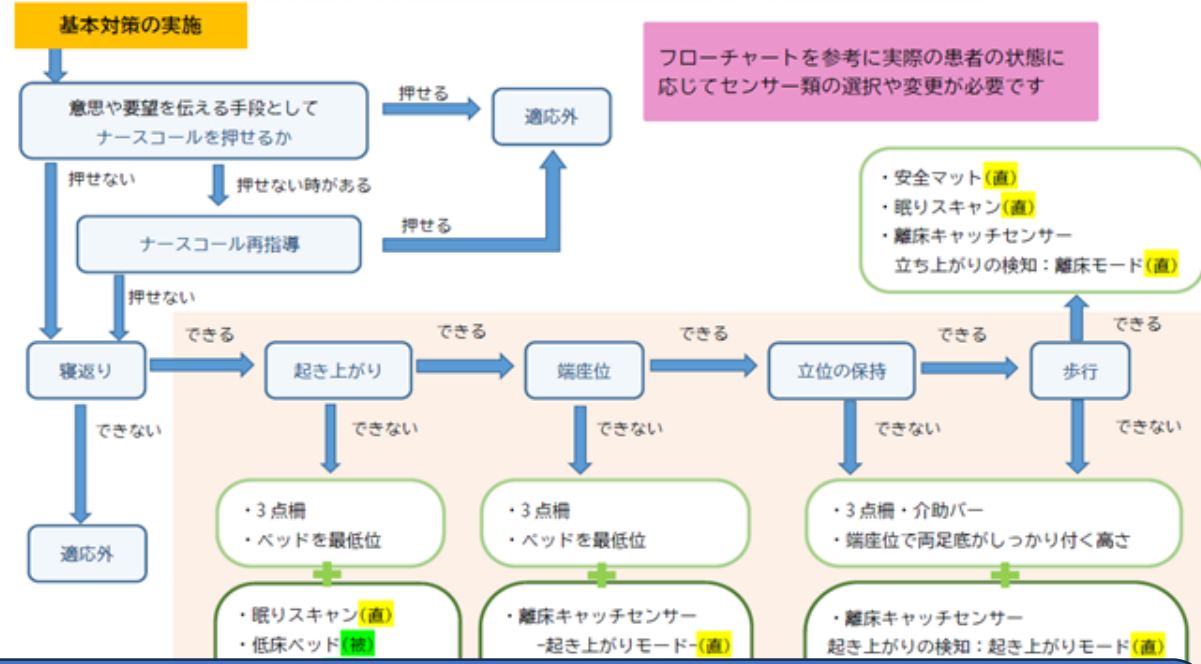 基本対策の実施
フローチャートを参考に実際の患者の状態に
応じてセンサー類の選択や変更が必要です
意思や要望を伝える手段として
ナースコールを押せるか
押せる
適応外
押せない
押せない時がある
ナースコール再指導
押せる
押せない
・安全マット(直)
・眠りスキャン(直)
・離床キャッチセンサー
立ち上がりの検知：離床モード(直)
できる
寝返り
できる
起き上がり
できる
端座位
できる
立位の保持
できる
歩行
できない
できない
できない
できない
できない
適応外
・3点柵
・ベッドを最低位
・3点柵
・ベッドを最低位
・3点柵・介助バー
・端座位で両足底がしっかり付く高さ
・眠りスキャン(直)
・低床ベッド(被)
・離床キャッチセンサー
-起き上がりモード-(直)
・離床キャッチセンサー
起き上がりの検知：起き上がりモード(直)